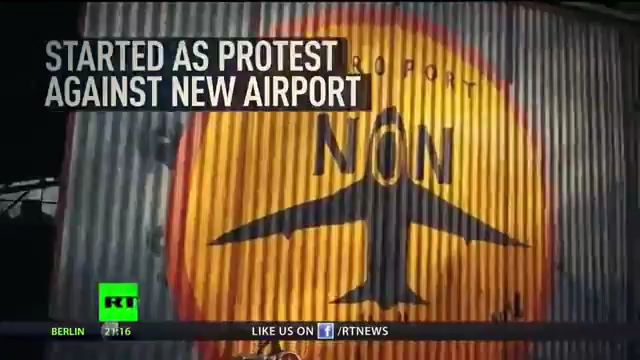 STARTED AS PROTEST
AGAINST NEW AIRPORT
ROPORT
NON
RT
BERLIN 21:16 LIKE US ON f /RTNEWS